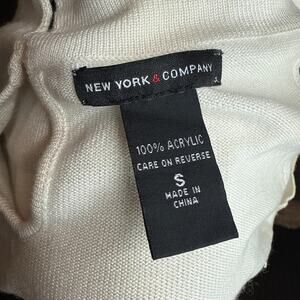 NEW YORK & COMPANY
100% ACRYLIC
CARE ON REVERSE
S
MADE IN
CHINA